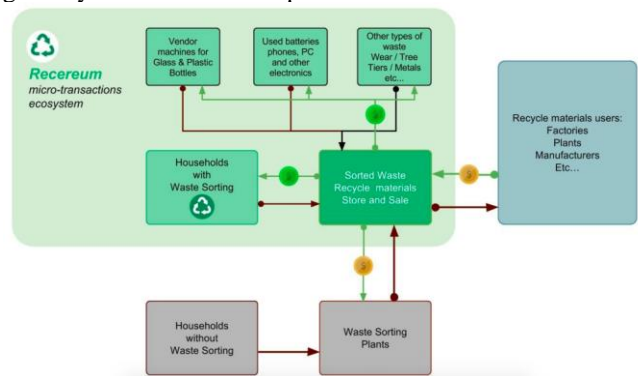 Recereum
micro-transactions
ecosystem
Vendor
machines for
Glass & Plastic
Bottles
Used batteries
phones, PC
and other
electronics
Other types of
waste
Wear / Tree
Tiers / Metals
etc...
Recycle materials users:
Factories
Plants
Manufacturers
Etc…
Households
with
Waste Sorting
Sorted Waste
Recycle materials
Store and Sale
Households
without
Waste Sorting
Waste Sorting
Plants